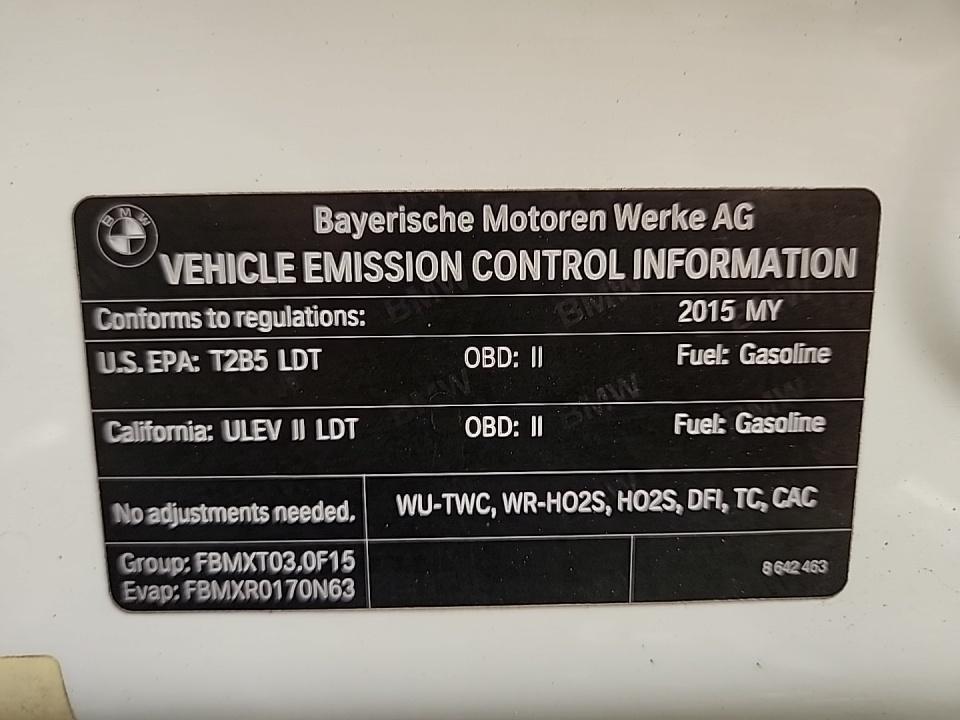 BMW
Bayerische Motoren Werke AG
VEHICLE EMISSION CONTROL INFORMATION
Conforms to regulations: 2015 MY
U.S. EPA: T2B5 LDT OBD: II Fuel: Gasoline
California: ULEV II LDT OBD: II Fuel: Gasoline
No adjustments needed. WU-TWC, WR-HO2S, HO2S, DFI, TC, CAC
Group: FBMXT03.0F15
Evap: FBMXR0170N63
8 642 463